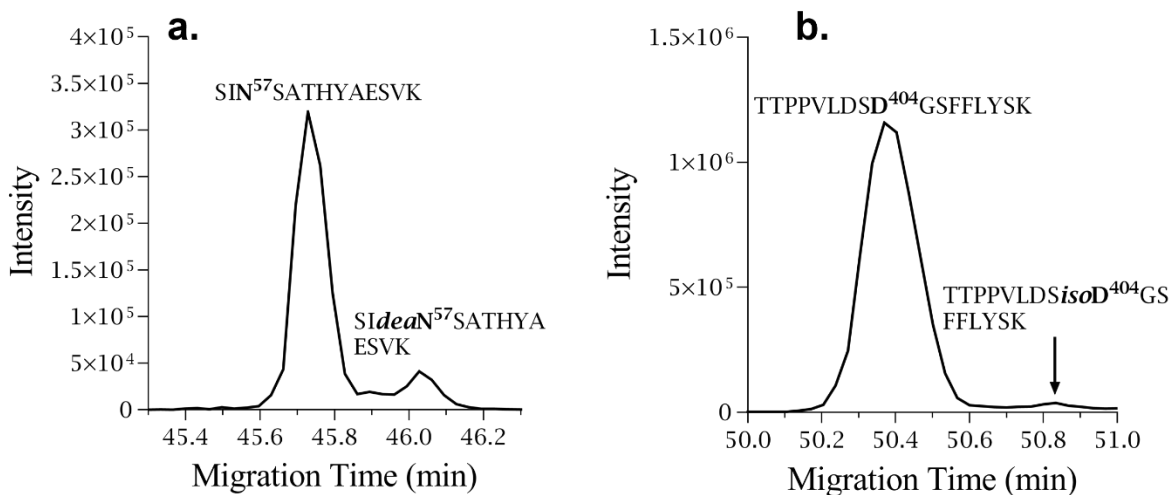 a.
4×10⁵
3.5×10⁵
3×10⁵
2.5×10⁵
2×10⁵
1.5×10⁵
1×10⁵
5×10⁴
0
Intensity
SIN⁵⁷SATHYAESVK
SIdeaN⁵⁷SATHYA
ESVK
45.4 45.6 45.8 46.0 46.2
Migration Time (min)
b.
1.5×10⁶
1×10⁶
5×10⁵
0
Intensity
TTPPVLDSD⁴⁰⁴GSFFLYSK
TTPPVLDSisoD⁴⁰⁴GS
FFLYSK
50.0 50.2 50.4 50.6 50.8 51.0
Migration Time (min)